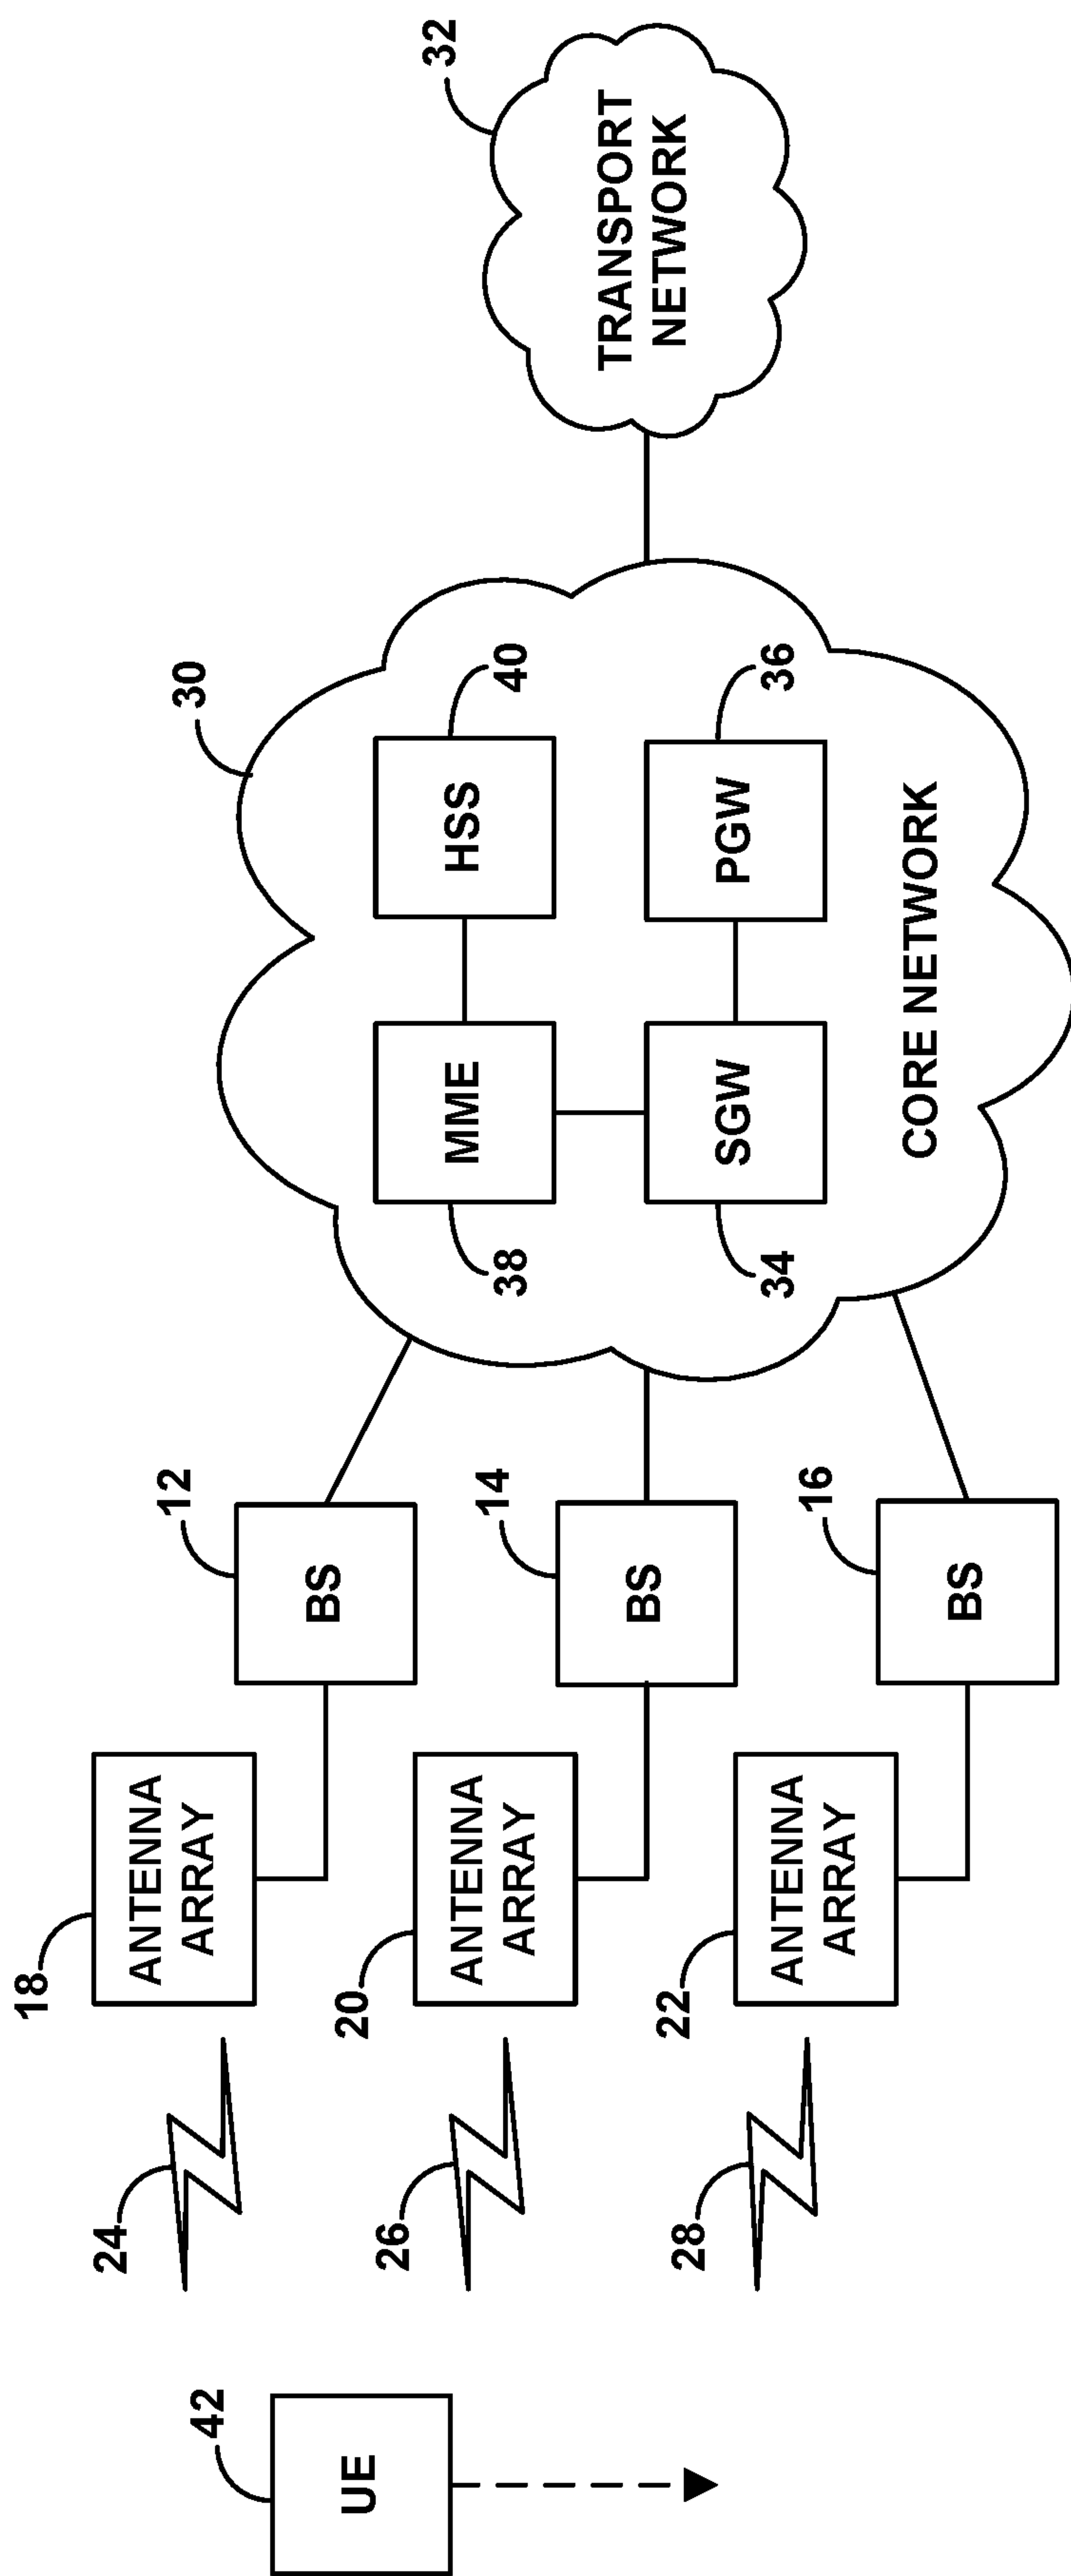 42
UE
24
26
28
18
ANTENNA
ARRAY
20
ANTENNA
ARRAY
22
ANTENNA
ARRAY
12
BS
14
BS
16
BS
30
38
MME
HSS
40
34
SGW
PGW
36
CORE NETWORK
32
TRANSPORT
NETWORK